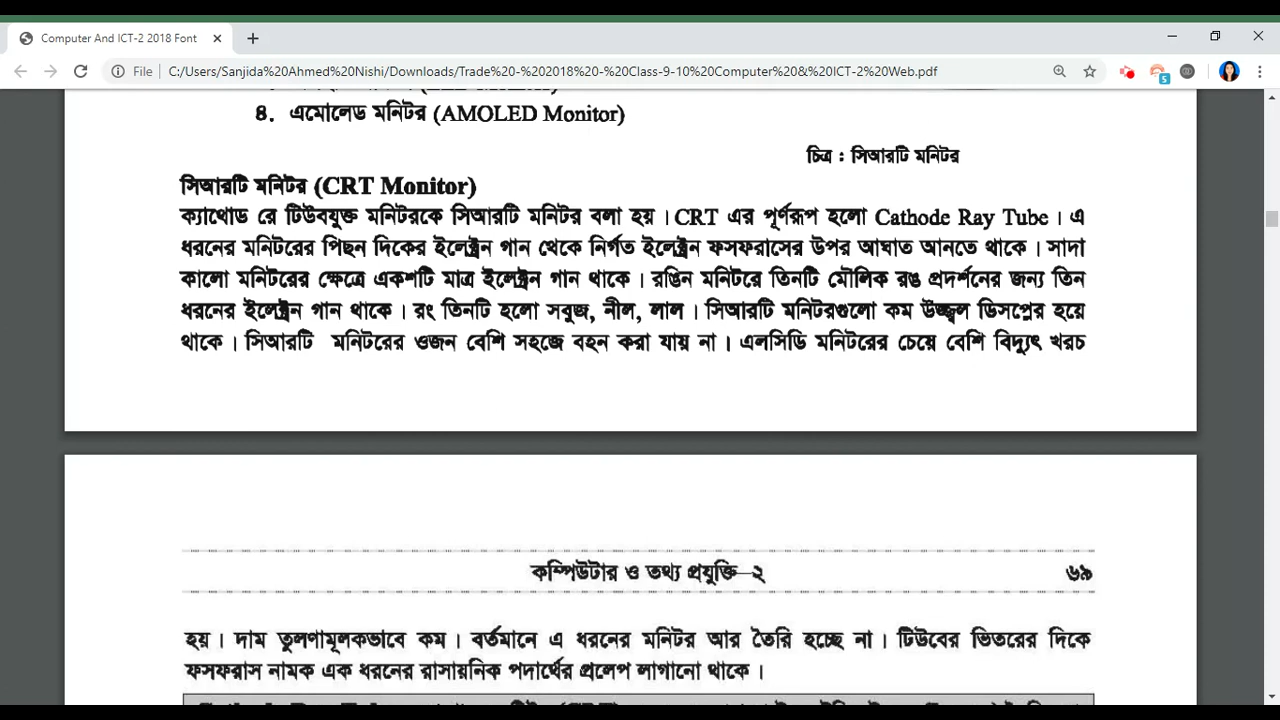 Computer And ICT-2 2018 Font
File C:/Users/Sanjida%20Ahmed%20Nishi/Downloads/Trade%20-%202018%20-%20Class-9-10%20Computer%20&%20ICT-2%20Web.pdf
5
৪. এমোলেড মনিটর (AMOLED Monitor)
চিত্র : সিআরটি মনিটর
সিআরটি মনিটর (CRT Monitor)
ক্যাথোড রে টিউবযুক্ত মনিটরকে সিআরটি মনিটর বলা হয়। CRT এর পূর্ণরূপ হলো Cathode Ray Tube। এ
ধরনের মনিটরের পিছন দিকের ইলেক্ট্রন গান থেকে নির্গত ইলেক্ট্রন ফসফরাসের উপর আঘাত আনতে থাকে। সাদা
কালো মনিটরের ক্ষেত্রে একশটি মাত্র ইলেক্ট্রন গান থাকে। রঙিন মনিটরে তিনটি মৌলিক রঙ প্রদর্শনের জন্য তিন
ধরনের ইলেক্ট্রন গান থাকে। রং তিনটি হলো সবুজ, নীল, লাল। সিআরটি মনিটরগুলো কম উজ্জ্বল ডিসপ্লের হয়ে
থাকে। সিআরটি মনিটরের ওজন বেশি সহজে বহন করা যায় না। এলসিডি মনিটরের চেয়ে বেশি বিদ্যুৎ খরচ
কম্পিউটার ও তথ্য প্রযুক্তি—২ ৬৯
হয়। দাম তুলণামূলকভাবে কম। বর্তমানে এ ধরনের মনিটর আর তৈরি হচ্ছে না। টিউবের ভিতরের দিকে
ফসফরাস নামক এক ধরনের রাসায়নিক পদার্থের প্রলেপ লাগানো থাকে।